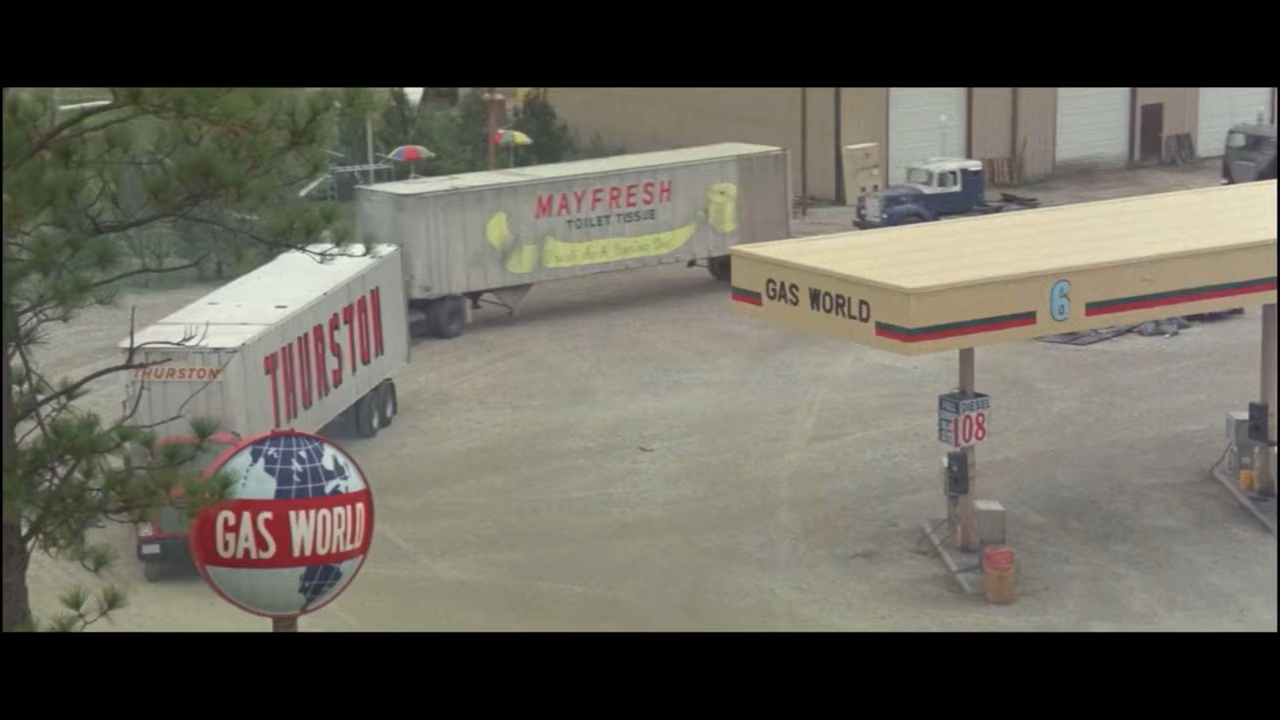 MAYFRESH
TOILET TISSUE
THURSTON
THURSTON
GAS WORLD
GAS WORLD
6
DIESEL
108